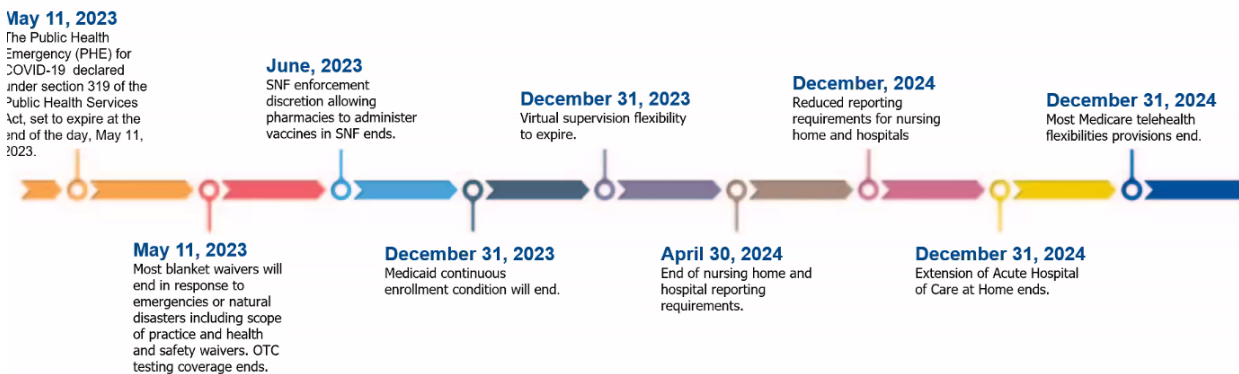 May 11, 2023
The Public Health
Emergency (PHE) for
COVID-19 declared
under section 319 of the
Public Health Services
Act, set to expire at the
end of the day, May 11,
2023.
May 11, 2023
Most blanket waivers will
end in response to
emergencies or natural
disasters including scope
of practice and health
and safety waivers. OTC
testing coverage ends.
June, 2023
SNF enforcement
discretion allowing
pharmacies to administer
vaccines in SNF ends.
December 31, 2023
Medicaid continuous
enrollment condition will end.
December 31, 2023
Virtual supervision flexibility
to expire.
April 30, 2024
End of nursing home and
hospital reporting
requirements.
December, 2024
Reduced reporting
requirements for nursing
home and hospitals
December 31, 2024
Extension of Acute Hospital
of Care at Home ends.
December 31, 2024
Most Medicare telehealth
flexibilities provisions end.